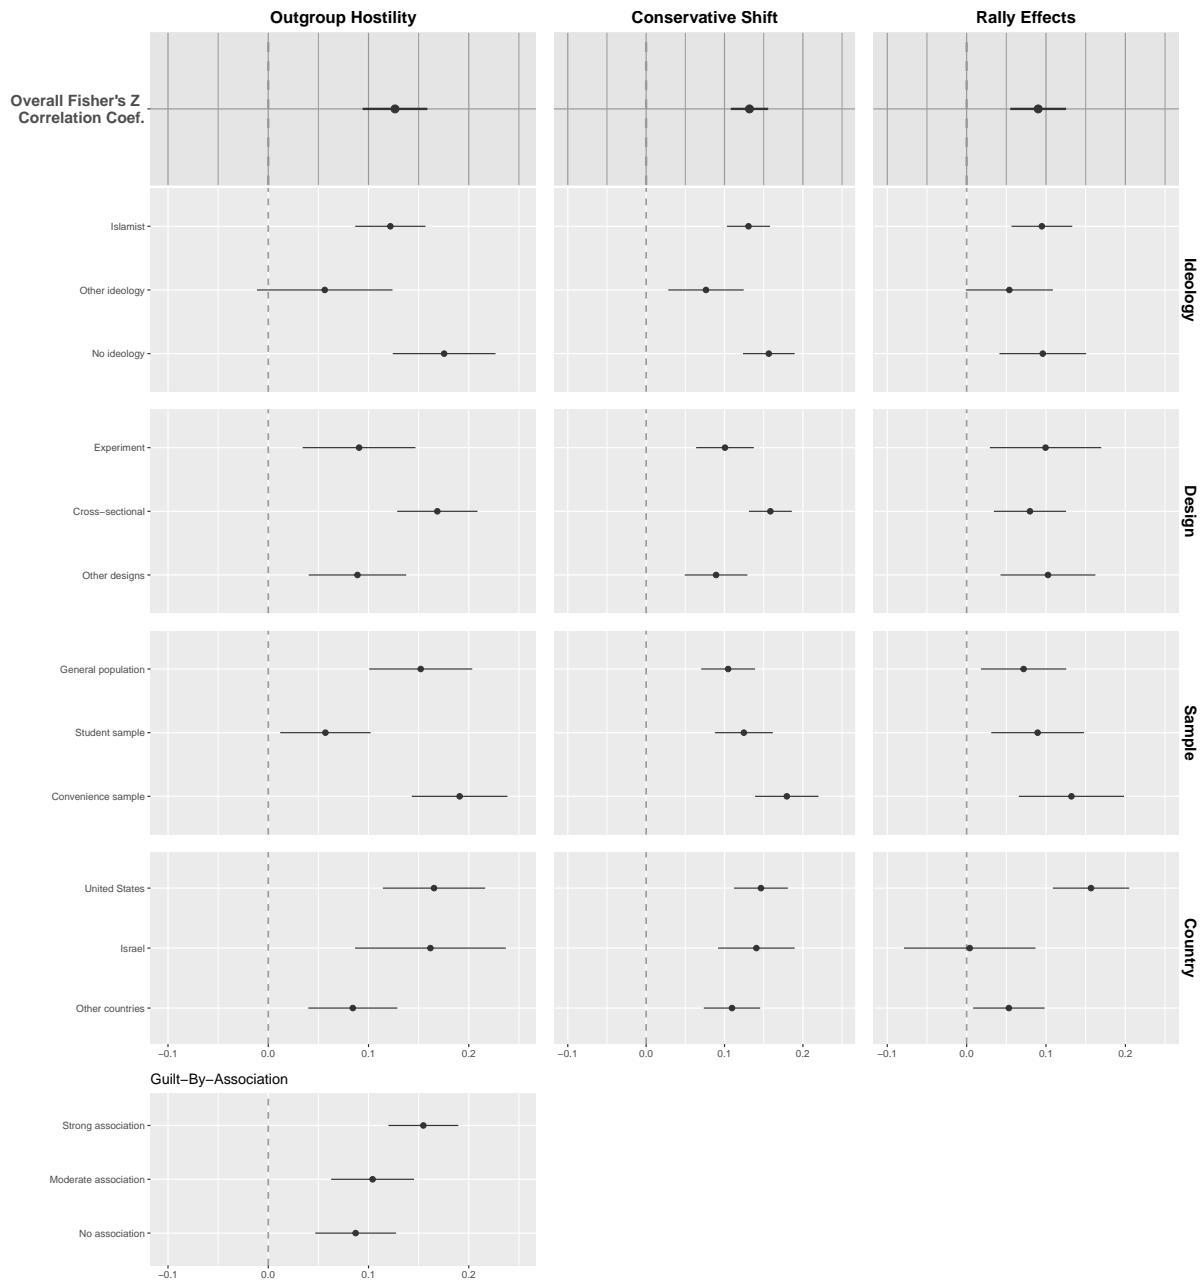 Outgroup Hostility
Conservative Shift
Rally Effects
Overall Fisher's Z
Correlation Coef.
Islamist
Other ideology
No ideology
Ideology
Experiment
Cross−sectional
Other designs
Design
General population
Student sample
Convenience sample
Sample
United States
Israel
Other countries
Country
−0.1 0.0 0.1 0.2
−0.1 0.0 0.1 0.2
−0.1 0.0 0.1 0.2
Guilt−By−Association
Strong association
Moderate association
No association
−0.1 0.0 0.1 0.2